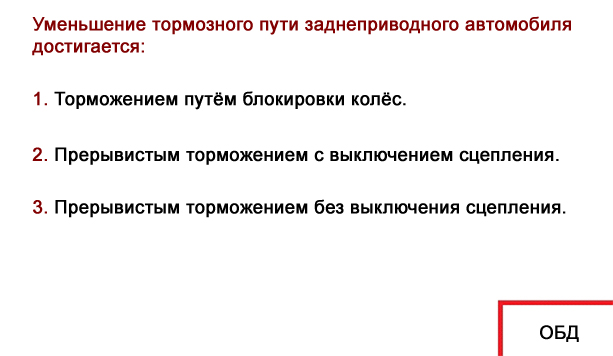 Уменьшение тормозного пути заднеприводного автомобиля
достигается:
1. Торможением путём блокировки колёс.
2. Прерывистым торможением с выключением сцепления.
3. Прерывистым торможением без выключения сцепления.
ОБД